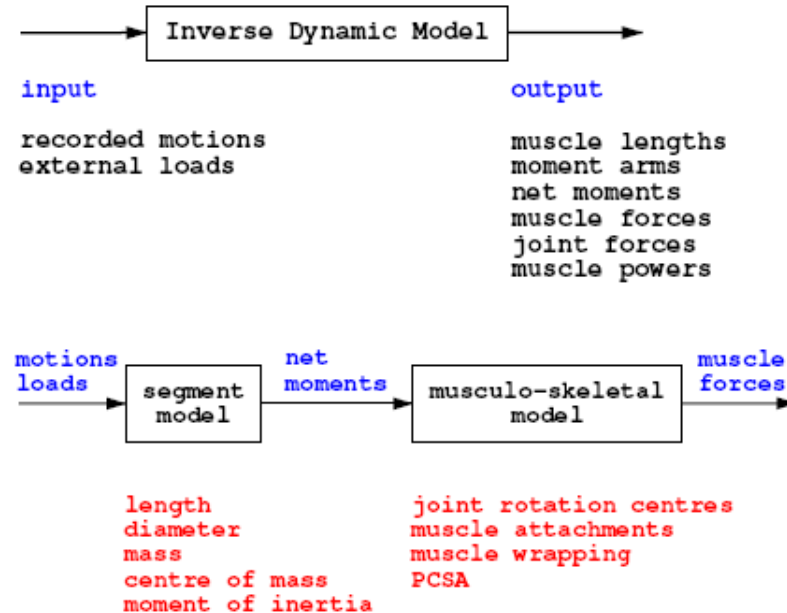 Inverse Dynamic Model
input
recorded motions
external loads
output
muscle lengths
moment arms
net moments
muscle forces
joint forces
muscle powers
motions
loads
segment
model
net
moments
musculo-skeletal
model
muscle
forces
length
diameter
mass
centre of mass
moment of inertia
joint rotation centres
muscle attachments
muscle wrapping
PCSA